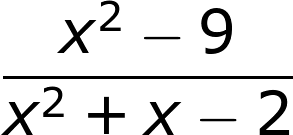 x² − 9
x² + x − 2